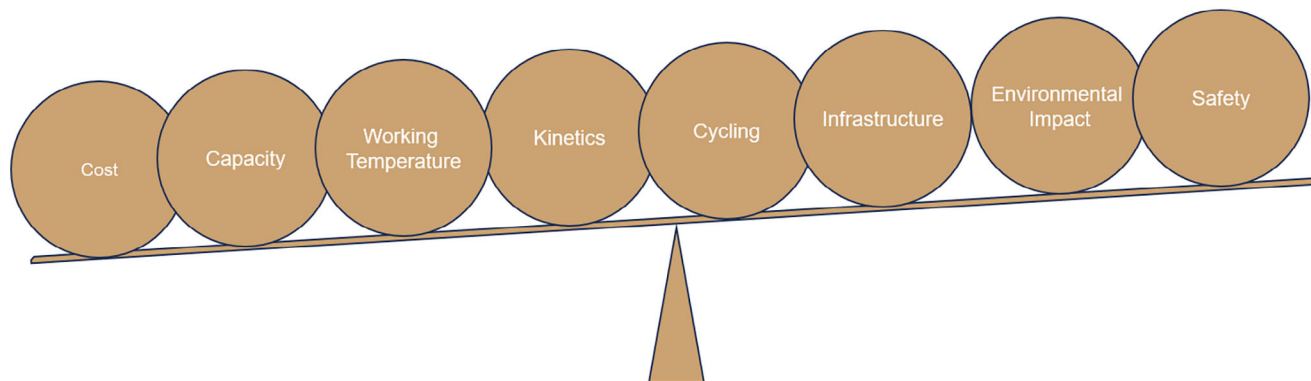 Cost
Capacity
Working
Temperature
Kinetics
Cycling
Infrastructure
Environmental
Impact
Safety